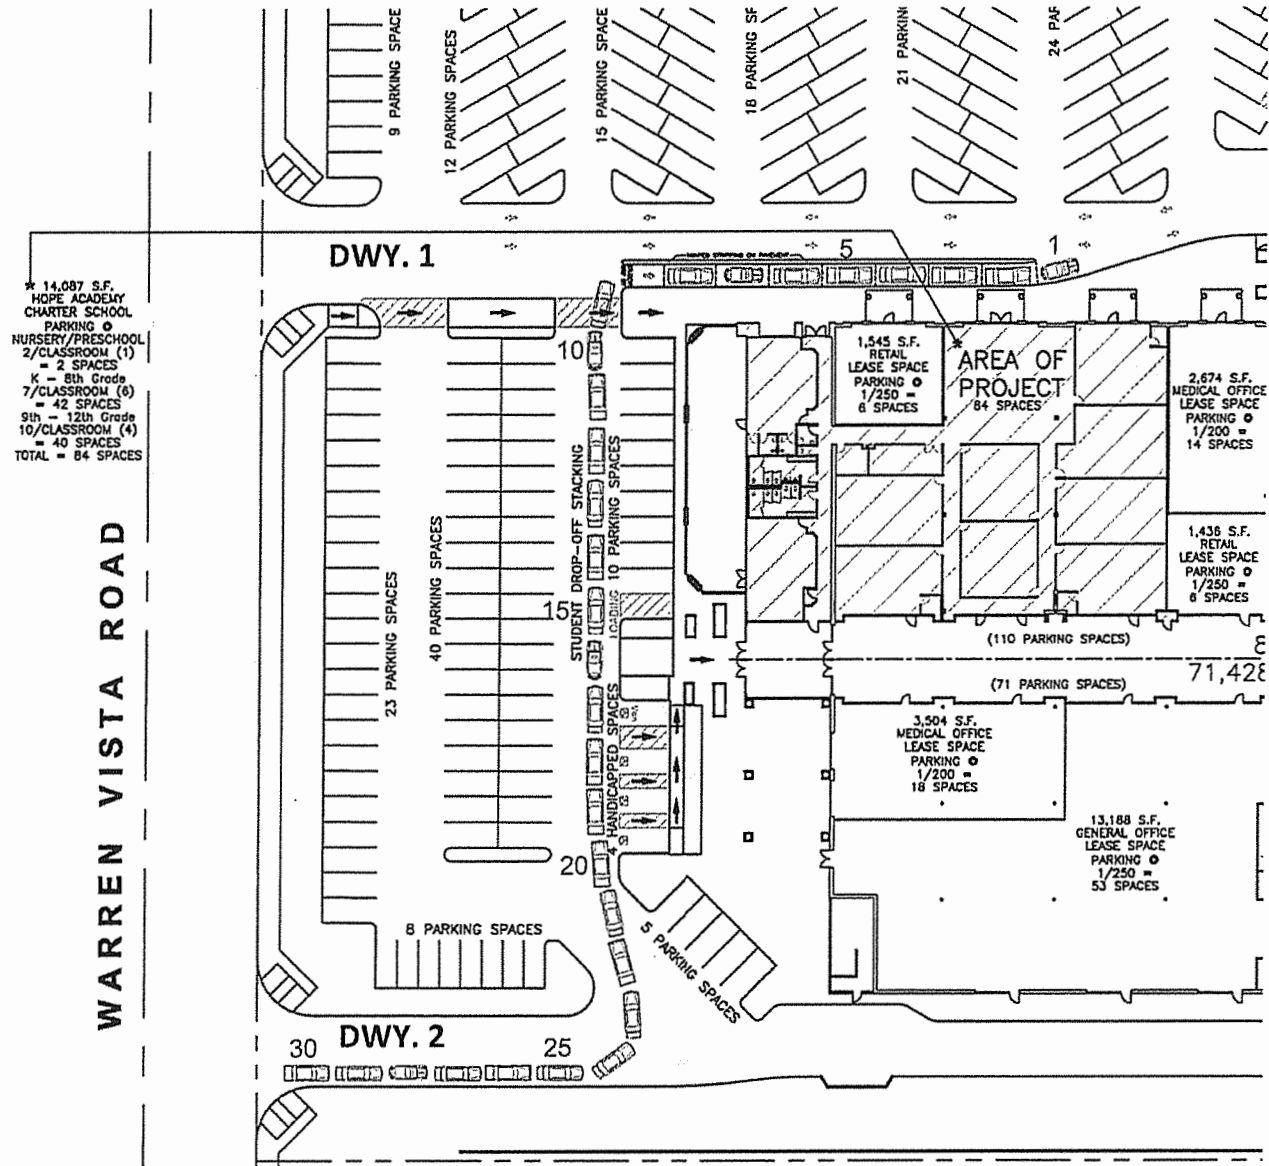 9 PARKING SPACE
12 PARKING SPACES
15 PARKING SPACE
18 PARKING SP
21 PARKIN
24 PAR
DWY. 1
5
1
* 14,087 S.F.
HOPE ACADEMY
CHARTER SCHOOL
PARKING @
NURSERY/PRESCHOOL
2/CLASSROOM (1)
= 2 SPACES
K - 8th Grade
7/CLASSROOM (6)
= 42 SPACES
9th - 12th Grade
10/CLASSROOM (4)
= 40 SPACES
TOTAL = 84 SPACES
10
1,545 S.F.
RETAIL
LEASE SPACE
PARKING @
1/250 =
6 SPACES
*
AREA OF
PROJECT
84 SPACES
2,674 S.F.
MEDICAL OFFICE
LEASE SPACE
PARKING @
1/200 =
14 SPACES
1,436 S.F.
RETAIL
LEASE SPACE
PARKING @
1/250 =
6 SPACES
WARREN VISTA ROAD
23 PARKING SPACES
40 PARKING SPACES
STUDENT DROP-OFF STACKING
10 PARKING SPACES
LOADING
15
4 HANDICAPPED SPACES
(110 PARKING SPACES)
71,428
(71 PARKING SPACES)
3,504 S.F.
MEDICAL OFFICE
LEASE SPACE
PARKING @
1/200 =
18 SPACES
13,188 S.F.
GENERAL OFFICE
LEASE SPACE
PARKING @
1/250 =
53 SPACES
20
8 PARKING SPACES
5 PARKING SPACES
DWY. 2
30
25